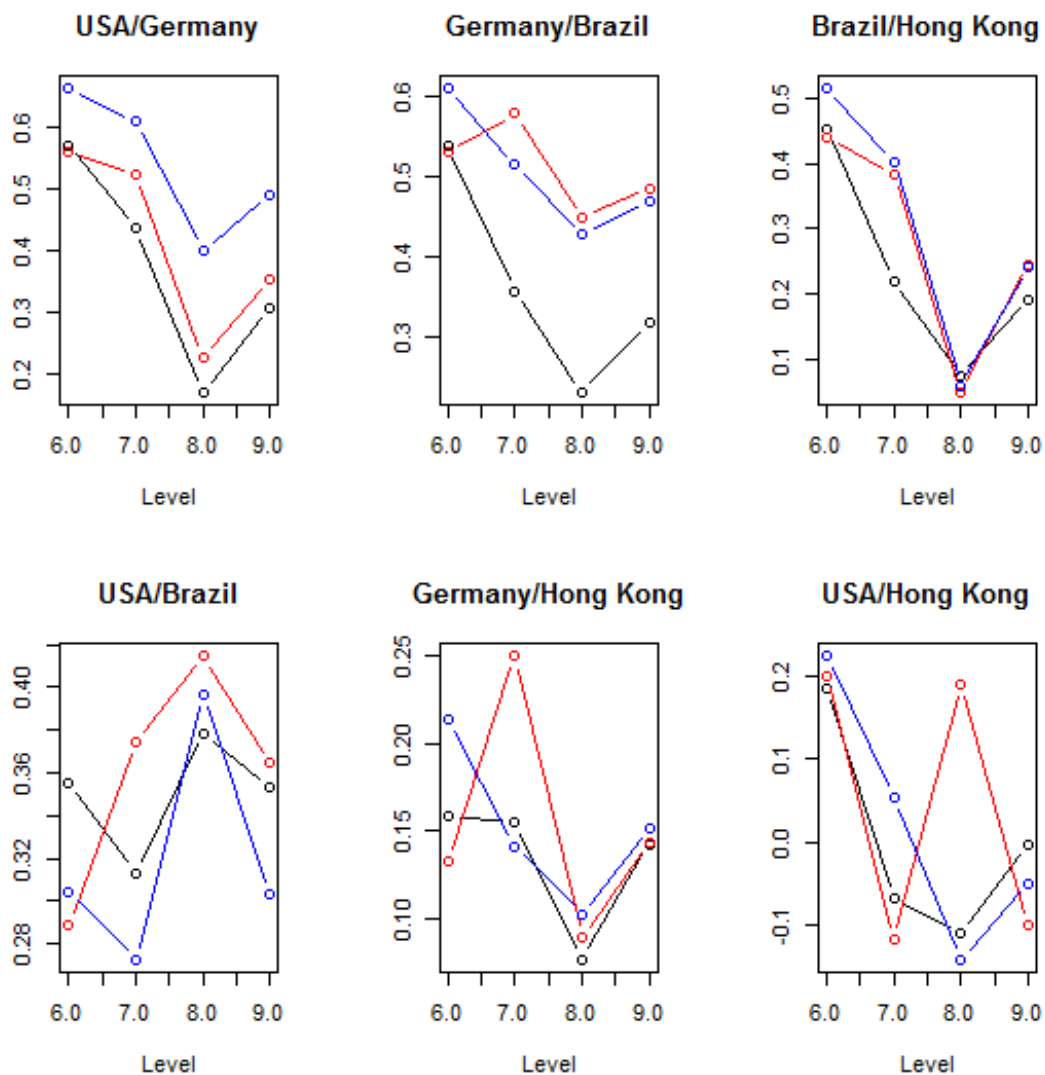 USA/Germany
0.6
0.5
0.4
0.3
0.2
6.0 7.0 8.0 9.0
Level
Germany/Brazil
0.6
0.5
0.4
0.3
6.0 7.0 8.0 9.0
Level
Brazil/Hong Kong
0.5
0.4
0.3
0.2
0.1
6.0 7.0 8.0 9.0
Level
USA/Brazil
0.40
0.36
0.32
0.28
6.0 7.0 8.0 9.0
Level
Germany/Hong Kong
0.25
0.20
0.15
0.10
6.0 7.0 8.0 9.0
Level
USA/Hong Kong
0.2
0.1
0.0
-0.1
6.0 7.0 8.0 9.0
Level